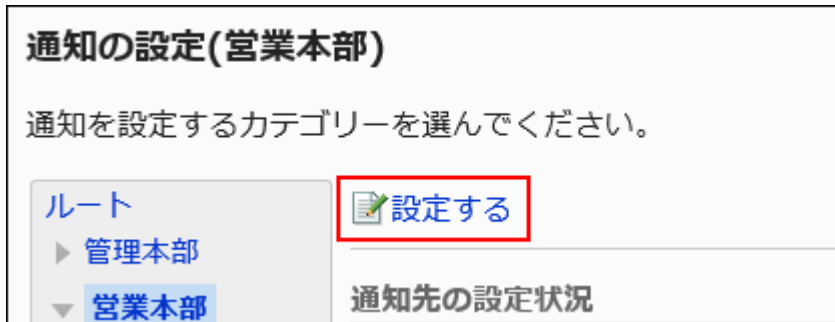 通知の設定(営業本部)
通知を設定するカテゴリーを選んでください。
ルート
管理本部
営業本部
設定する
通知先の設定状況